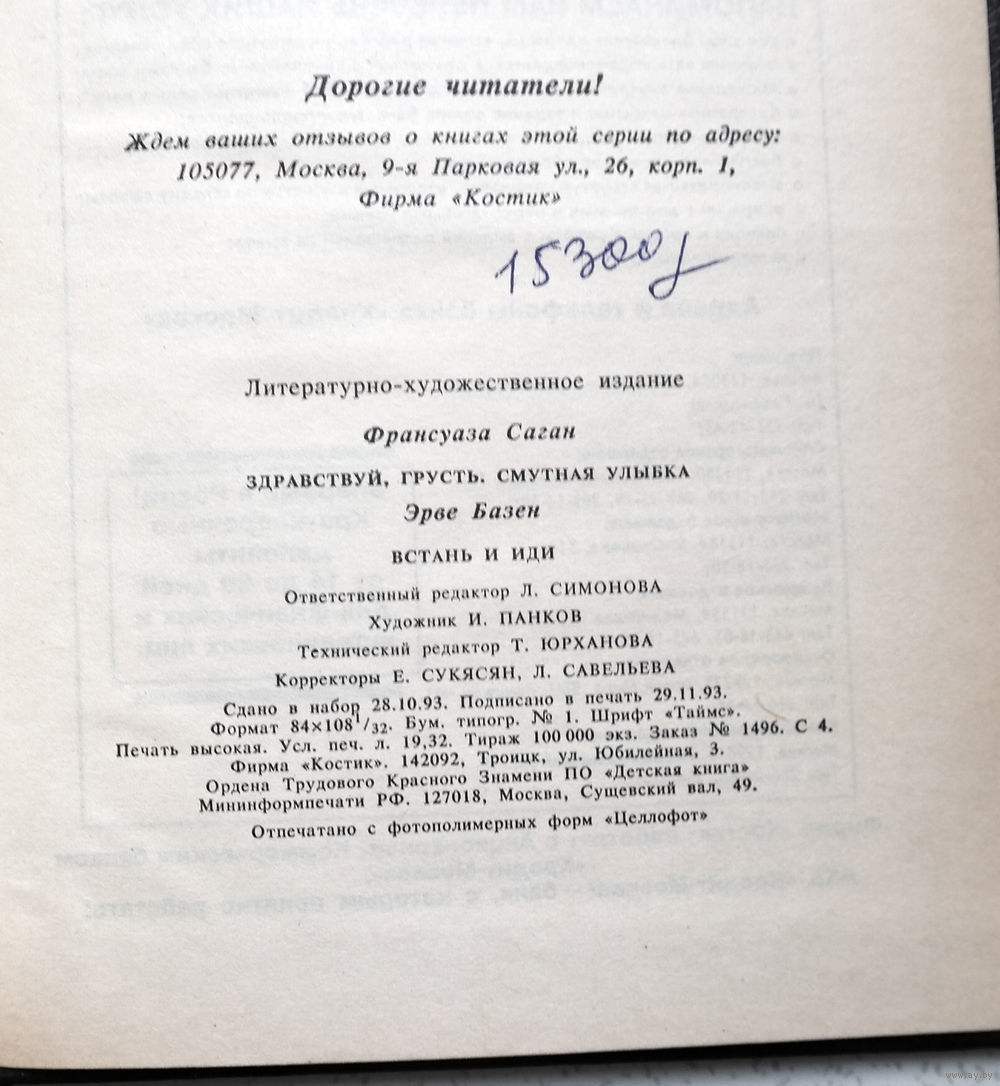 Дорогие читатели!
Ждем ваших отзывов о книгах этой серии по адресу:
105077, Москва, 9-я Парковая ул., 26, корп. 1,
Фирма «Костик»
15300
Литературно-художественное издание
Франсуаза Саган
ЗДРАВСТВУЙ, ГРУСТЬ. СМУТНАЯ УЛЫБКА
Эрве Базен
ВСТАНЬ И ИДИ
Ответственный редактор Л. СИМОНОВА
Художник И. ПАНКОВ
Технический редактор Т. ЮРХАНОВА
Корректоры Е. СУКЯСЯН, Л. САВЕЛЬЕВА
Сдано в набор 28.10.93. Подписано в печать 29.11.93.
Формат 84×108 1/32. Бум. типогр. № 1. Шрифт «Таймс».
Печать высокая. Усл. печ. л. 19,32. Тираж 100 000 экз. Заказ № 1496. С 4.
Фирма «Костик». 142092, Троицк, ул. Юбилейная, 3.
Ордена Трудового Красного Знамени ПО «Детская книга»
Мининформпечати РФ. 127018, Москва, Сущевский вал, 49.
Отпечатано с фотополимерных форм «Целлофот»
www.ay.by